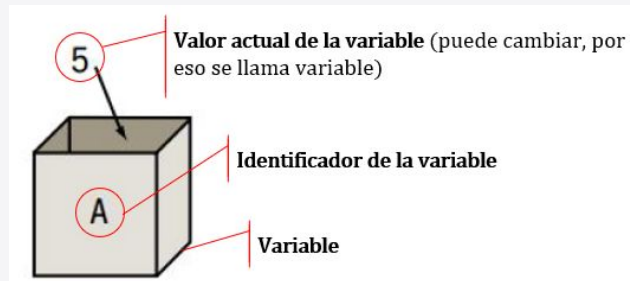 5
Valor actual de la variable (puede cambiar, por
eso se llama variable)
Identificador de la variable
A
Variable